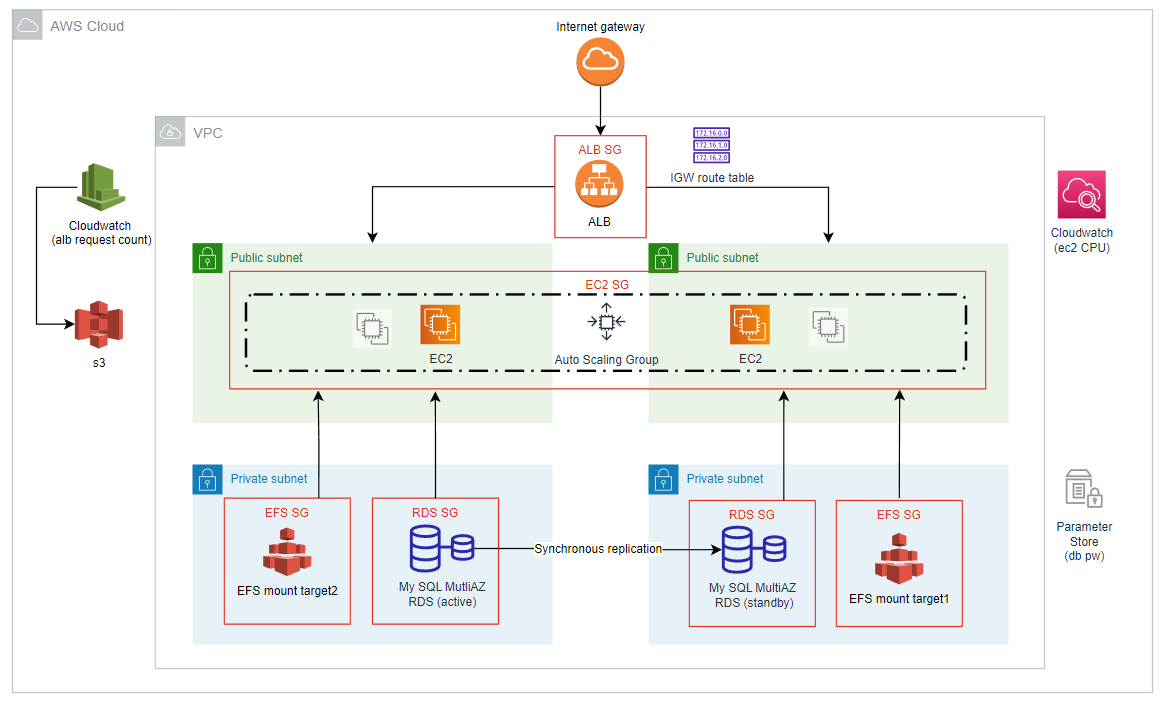 AWS Cloud
Internet gateway
VPC
ALB SG
ALB
172.16.0.0
172.16.1.0
172.16.2.0
IGW route table
Cloudwatch
(alb request count)
s3
Cloudwatch
(ec2 CPU)
Public subnet
Public subnet
EC2 SG
EC2
Auto Scaling Group
EC2
Private subnet
Private subnet
EFS SG
EFS mount target2
RDS SG
My SQL MutliAZ
RDS (active)
Synchronous replication
RDS SG
My SQL MultiAZ
RDS (standby)
EFS SG
EFS mount target1
Parameter
Store
(db pw)